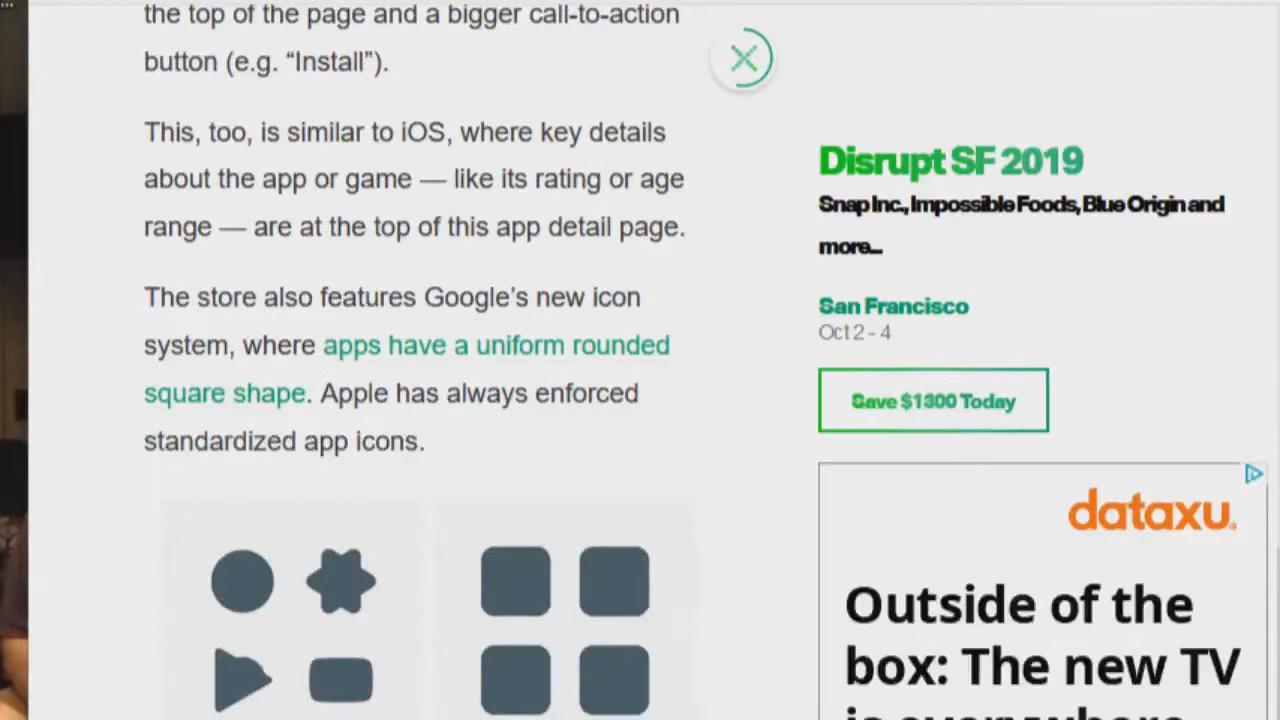 the top of the page and a bigger call-to-action
button (e.g. “Install”).
This, too, is similar to iOS, where key details
about the app or game — like its rating or age
range — are at the top of this app detail page.
The store also features Google’s new icon
system, where apps have a uniform rounded
square shape. Apple has always enforced
standardized app icons.
Disrupt SF 2019
Snap Inc., Impossible Foods, Blue Origin and
more...
San Francisco
Oct 2 - 4
Save $1300 Today
dataxu
Outside of the
box: The new TV
is everywhere